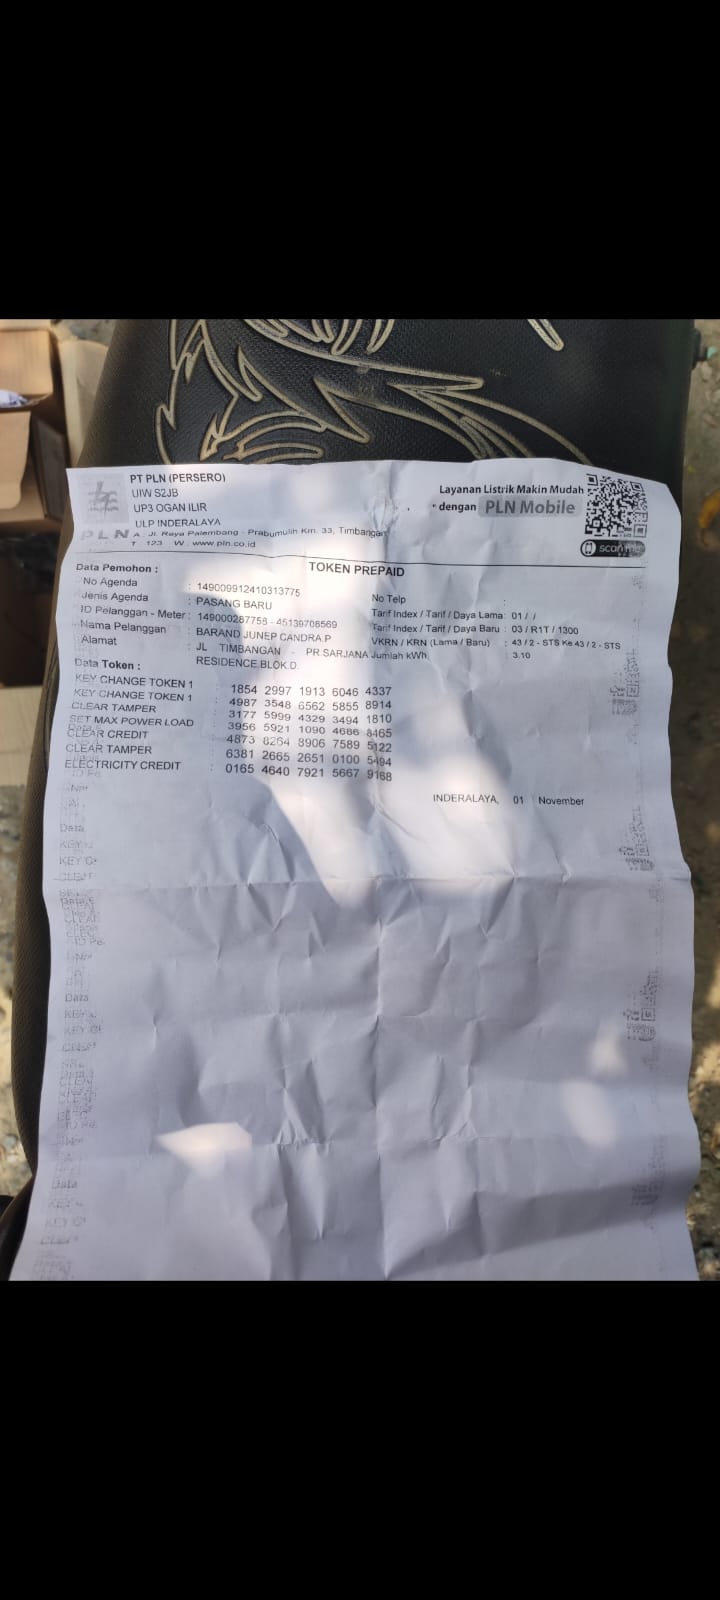 PT PLN (PERSERO)
UIW S2JB
UP3 OGAN ILIR
ULP INDERALAYA
PLN A : Jl. Raya Palembang - Prabumulih Km. 33, Timbangan
T : 123 W : www.pln.co.id
Layanan Listrik Makin Mudah
dengan PLN Mobile
scan me
TOKEN PREPAID
Data Pemohon :
No Agenda : 149009912410313775
Jenis Agenda : PASANG BARU
ID Pelanggan - Meter : 149000287758 - 45139708569
Nama Pelanggan : BARAND JUNEP CANDRA.P
Alamat : JL TIMBANGAN - PR SARJANA
RESIDENCE.BLOK.D.
No Telp :
Tarif Index / Tarif / Daya Lama : 01 / /
Tarif Index / Tarif / Daya Baru : 03 / R1T / 1300
VKRN / KRN (Lama / Baru) : 43 / 2 - STS Ke 43 / 2 - STS
Jumlah kWh : 3.10
Data Token :
KEY CHANGE TOKEN 1 : 1854 2997 1913 6046 4337
KEY CHANGE TOKEN 1 : 4987 3548 6562 5855 8914
CLEAR TAMPER : 3177 5999 4329 3494 1810
SET MAX POWER LOAD : 3956 5921 1090 4686 8465
CLEAR CREDIT : 4873 8264 8906 7589 5122
CLEAR TAMPER : 6381 2665 2651 0100 5494
ELECTRICITY CREDIT : 0165 4640 7921 5667 9168
INDERALAYA, 01 November